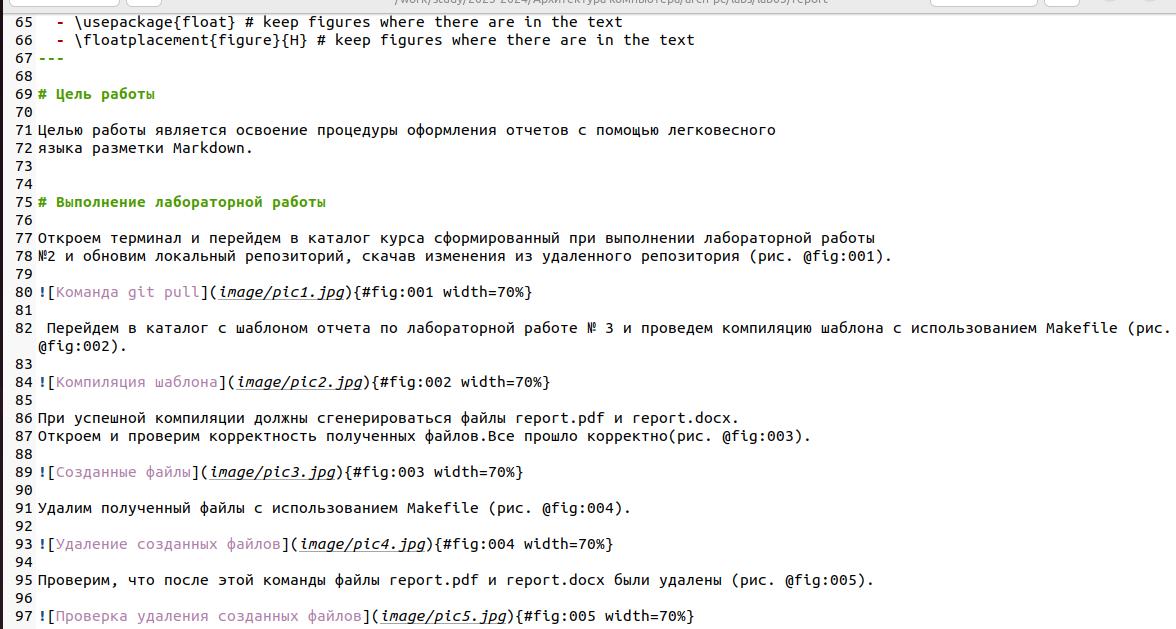 /work/study/2023-2024/Архитектура компьютера/arch-pc/labs/lab03/report
65 - \usepackage{float} # keep figures where there are in the text
66 - \floatplacement{figure}{H} # keep figures where there are in the text
67 ---
68
69 # Цель работы
70
71 Целью работы является освоение процедуры оформления отчетов с помощью легковесного
72 языка разметки Markdown.
73
74
75 # Выполнение лабораторной работы
76
77 Откроем терминал и перейдем в каталог курса сформированный при выполнении лабораторной работы
78 №2 и обновим локальный репозиторий, скачав изменения из удаленного репозитория (рис. @fig:001).
79
80 ![Команда git pull](image/pic1.jpg){#fig:001 width=70%}
81
82 Перейдем в каталог с шаблоном отчета по лабораторной работе № 3 и проведем компиляцию шаблона с использованием Makefile (рис.
@fig:002).
83
84 ![Компиляция шаблона](image/pic2.jpg){#fig:002 width=70%}
85
86 При успешной компиляции должны сгенерироваться файлы report.pdf и report.docx.
87 Откроем и проверим корректность полученных файлов.Все прошло корректно(рис. @fig:003).
88
89 ![Созданные файлы](image/pic3.jpg){#fig:003 width=70%}
90
91 Удалим полученный файлы с использованием Makefile (рис. @fig:004).
92
93 ![Удаление созданных файлов](image/pic4.jpg){#fig:004 width=70%}
94
95 Проверим, что после этой команды файлы report.pdf и report.docx были удалены (рис. @fig:005).
96
97 ![Проверка удаления созданных файлов](image/pic5.jpg){#fig:005 width=70%}